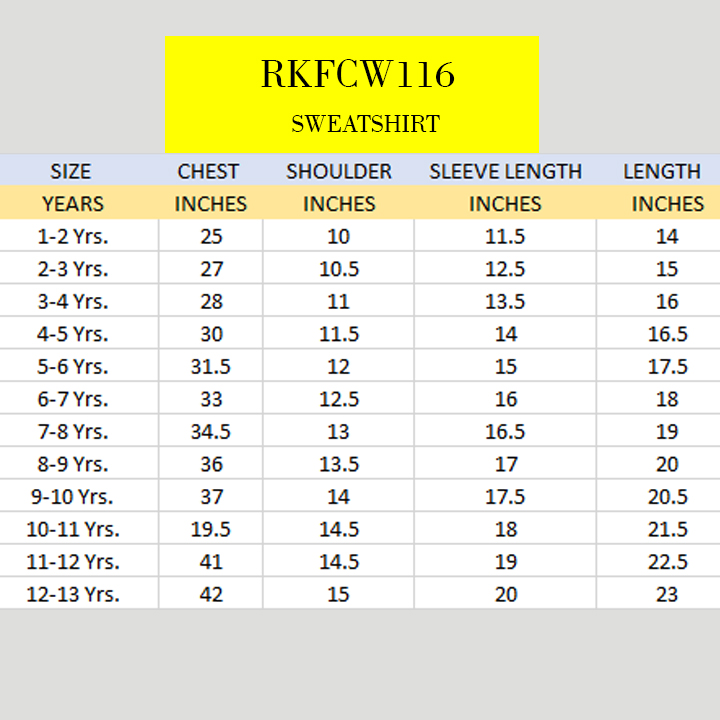 RKFCW116
SWEATSHIRT
SIZE CHEST SHOULDER SLEEVE LENGTH LENGTH
YEARS INCHES INCHES INCHES INCHES
1-2 Yrs. 25 10 11.5 14
2-3 Yrs. 27 10.5 12.5 15
3-4 Yrs. 28 11 13.5 16
4-5 Yrs. 30 11.5 14 16.5
5-6 Yrs. 31.5 12 15 17.5
6-7 Yrs. 33 12.5 16 18
7-8 Yrs. 34.5 13 16.5 19
8-9 Yrs. 36 13.5 17 20
9-10 Yrs. 37 14 17.5 20.5
10-11 Yrs. 19.5 14.5 18 21.5
11-12 Yrs. 41 14.5 19 22.5
12-13 Yrs. 42 15 20 23